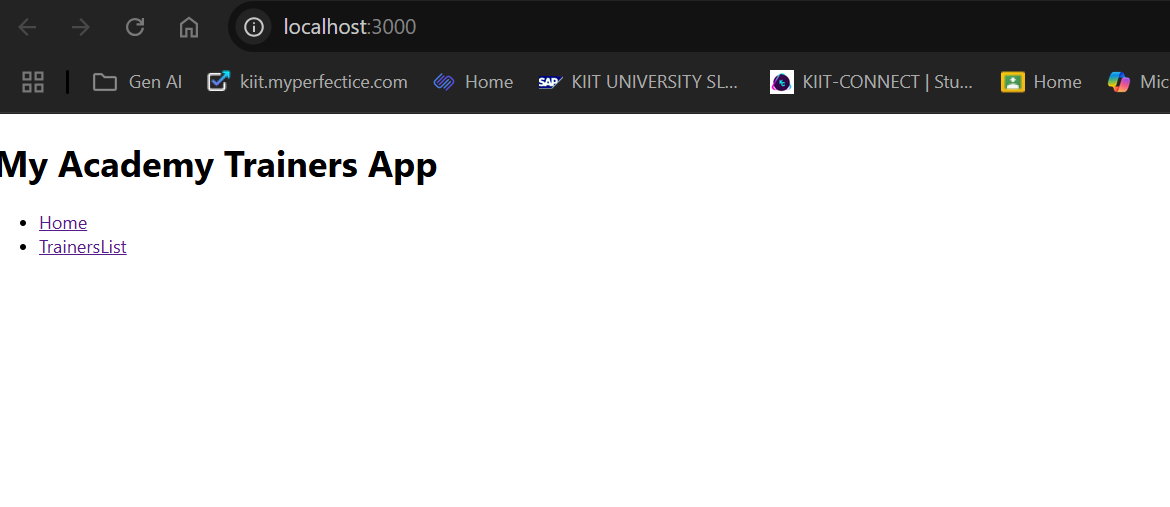 localhost:3000
Gen AI kiit.myperfectice.com Home SAP KIIT UNIVERSITY SL... KIIT-CONNECT | Stu... Home Mic
My Academy Trainers App
Home
TrainersList